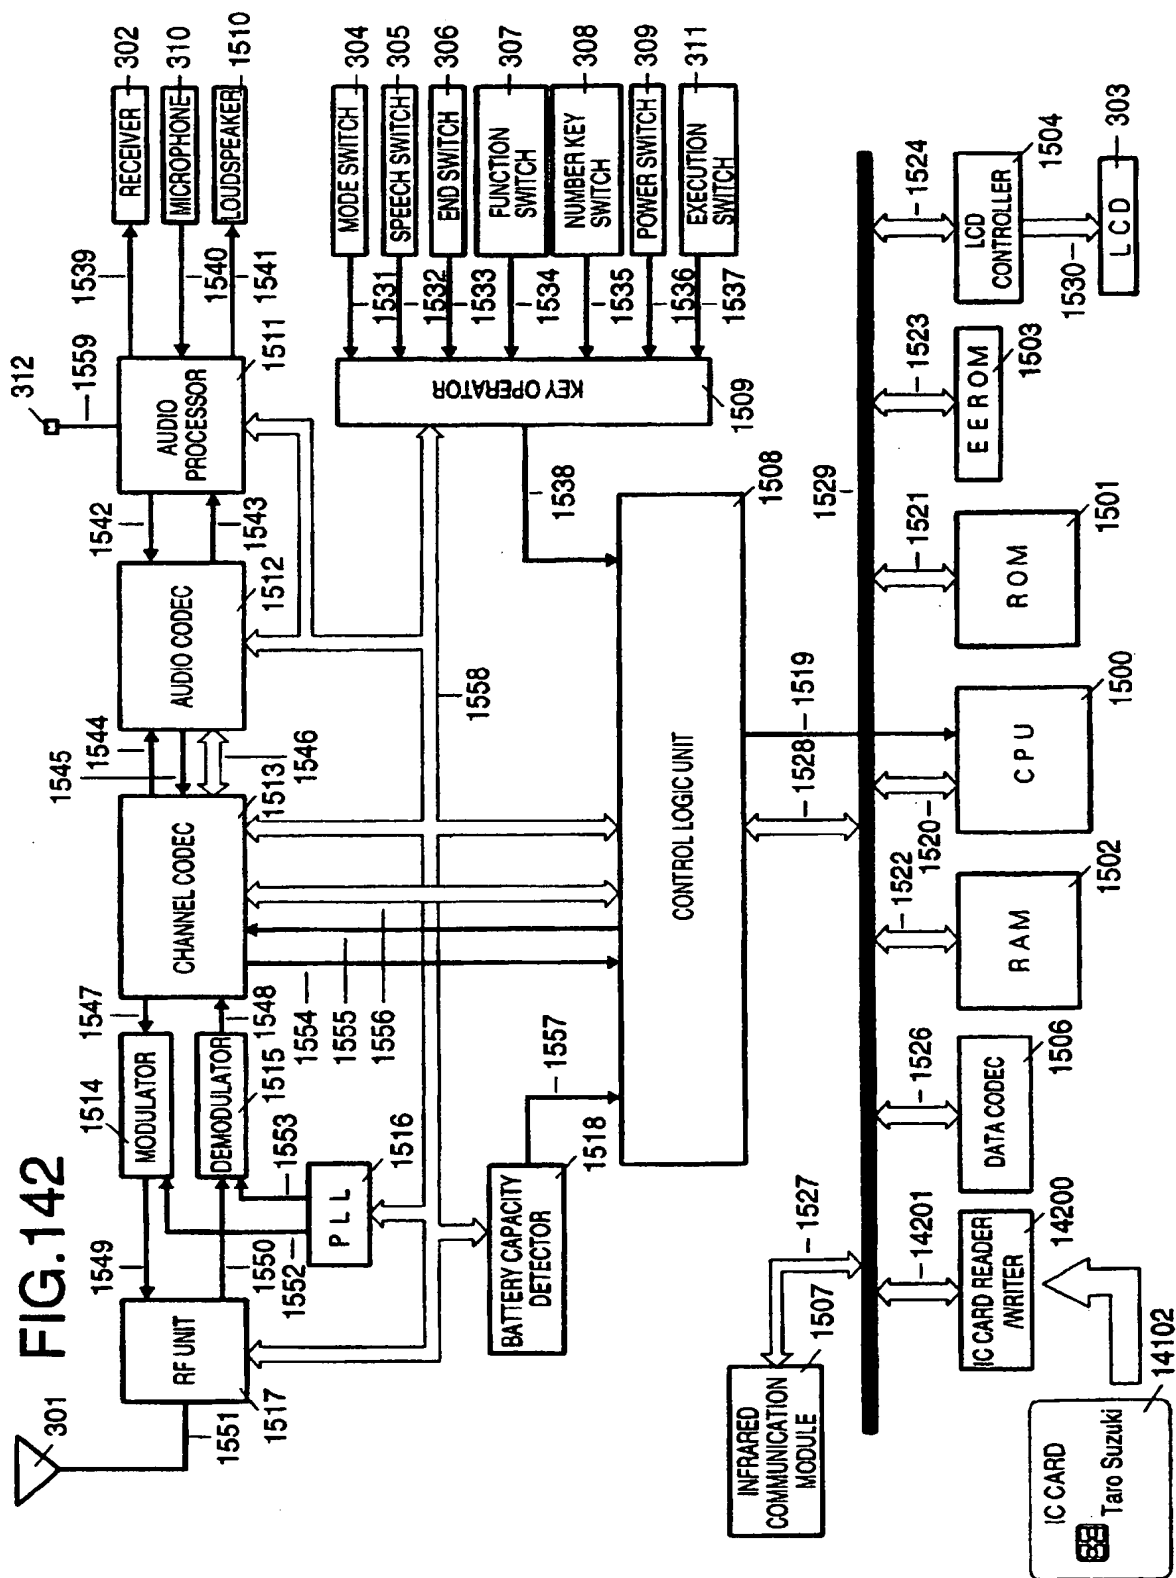 FIG.142
301
1551
RF UNIT
1517
1549
1550
1552
1553
1514
MODULATOR
DEMODULATOR
1515
1547
1548
PLL
1516
CHANNEL CODEC
1513
1545
1544
1546
1554
1555
1556
AUDIO CODEC
1512
1542
1543
312
1559
AUDIO
PROCESSOR
1511
1539
1540
1541
RECEIVER
302
MICROPHONE
310
LOUDSPEAKER
1510
MODE SWITCH
304
SPEECH SWITCH
305
END SWITCH
306
FUNCTION
SWITCH
307
NUMBER KEY
SWITCH
308
POWER SWITCH
309
EXECUTION
SWITCH
311
1531
1532
1533
1534
1535
1536
1537
KEY OPERATOR
1509
1538
1558
BATTERY CAPACITY
DETECTOR
1518
1557
CONTROL LOGIC UNIT
1508
1528
1519
1529
INFRARED
COMMUNICATION
MODULE
1507
1527
14201
IC CARD READER
/WRITER
14200
IC CARD
Taro Suzuki
14102
1526
DATA CODEC
1506
1522
RAM
1502
1520
CPU
1500
1521
ROM
1501
1523
EEROM
1503
1524
LCD
CONTROLLER
1504
1530
LCD
303